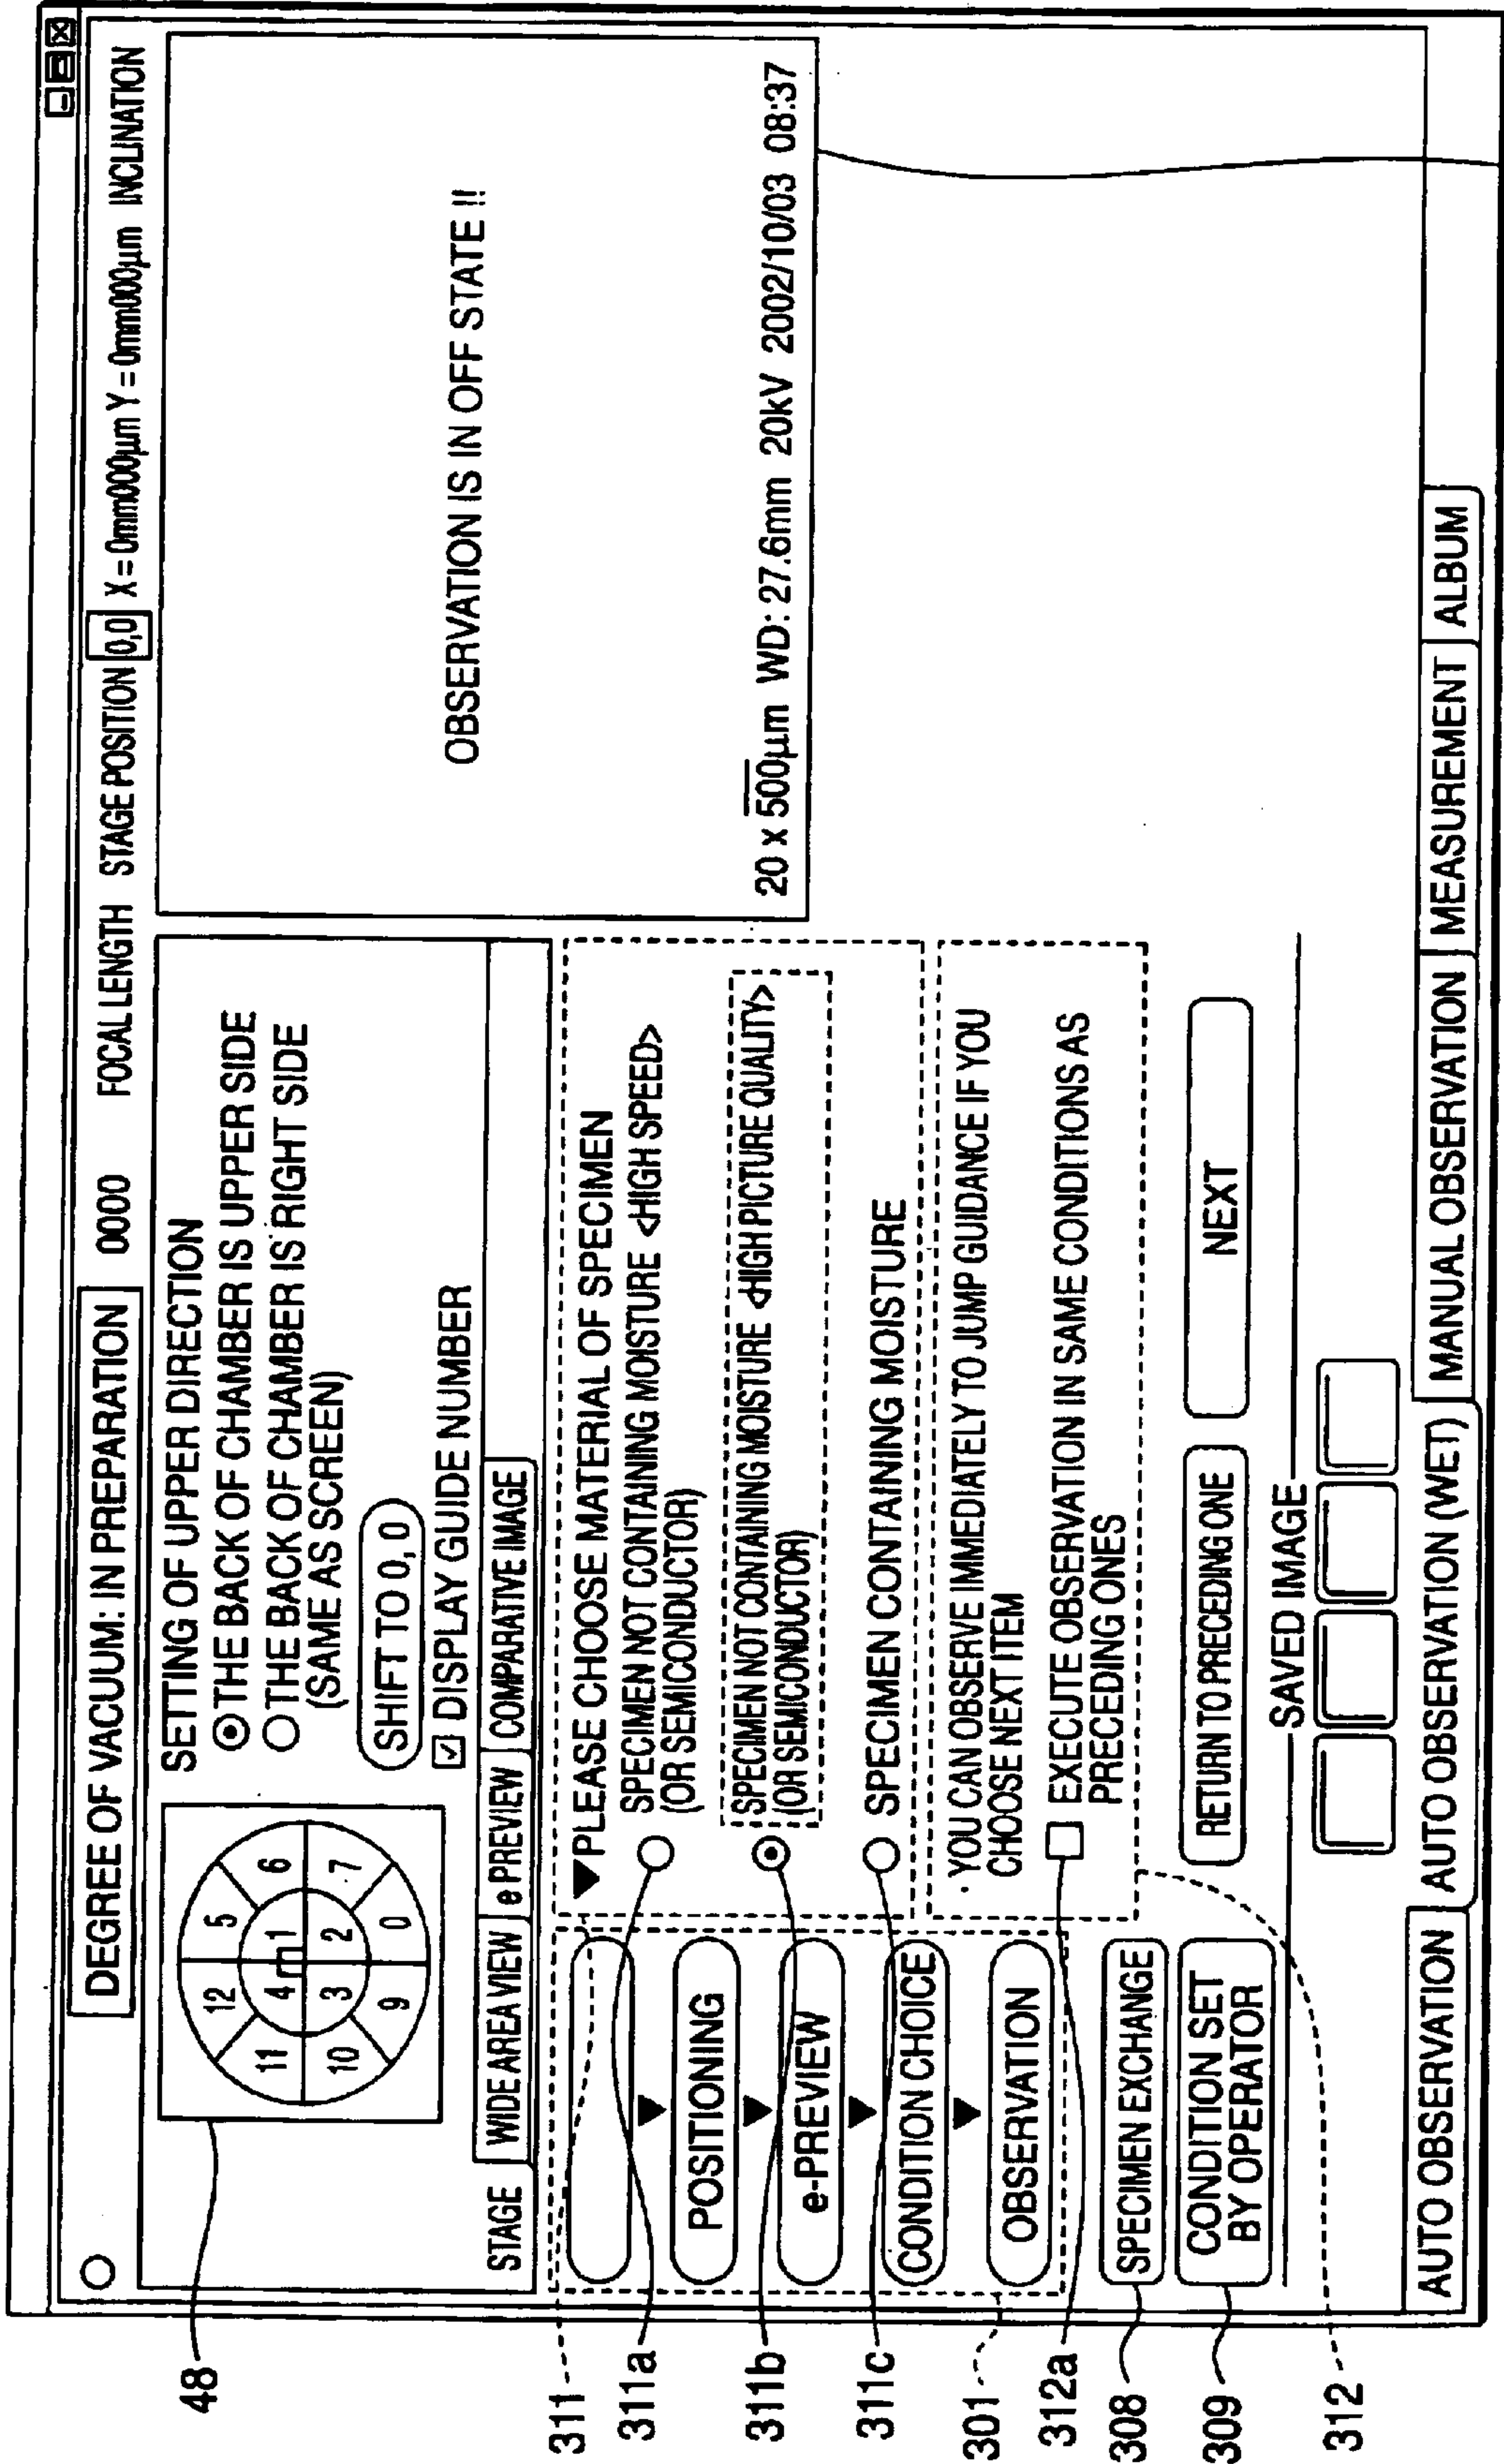 DEGREE OF VACUUM: IN PREPARATION 0000 FOCAL LENGTH STAGE POSITION 0,0 X = 0mm000µm Y = 0mm000µm INCLINATION
48
12 5
11 4 1 6
10 3 2 7
9 0
SETTING OF UPPER DIRECTION
THE BACK OF CHAMBER IS UPPER SIDE
THE BACK OF CHAMBER IS RIGHT SIDE
(SAME AS SCREEN)
SHIFT TO 0, 0
DISPLAY GUIDE NUMBER
STAGE WIDE AREA VIEW e PREVIEW COMPARATIVE IMAGE
OBSERVATION IS IN OFF STATE !!
20 x 500µm WD: 27.6mm 20kV 2002/10/03 08:37
311
311a
311b
311c
301
312a
308
309
312
POSITIONING
e-PREVIEW
CONDITION CHOICE
OBSERVATION
SPECIMEN EXCHANGE
CONDITION SET
BY OPERATOR
PLEASE CHOOSE MATERIAL OF SPECIMEN
SPECIMEN NOT CONTAINING MOISTURE <HIGH SPEED>
(OR SEMICONDUCTOR)
SPECIMEN NOT CONTAINING MOISTURE <HIGH PICTURE QUALITY>
(OR SEMICONDUCTOR)
SPECIMEN CONTAINING MOISTURE
YOU CAN OBSERVE IMMEDIATELY TO JUMP GUIDANCE IF YOU
CHOOSE NEXT ITEM
EXECUTE OBSERVATION IN SAME CONDITIONS AS
PRECEDING ONES
RETURN TO PRECEDING ONE NEXT
SAVED IMAGE
AUTO OBSERVATION AUTO OBSERVATION (WET) MANUAL OBSERVATION MEASUREMENT ALBUM